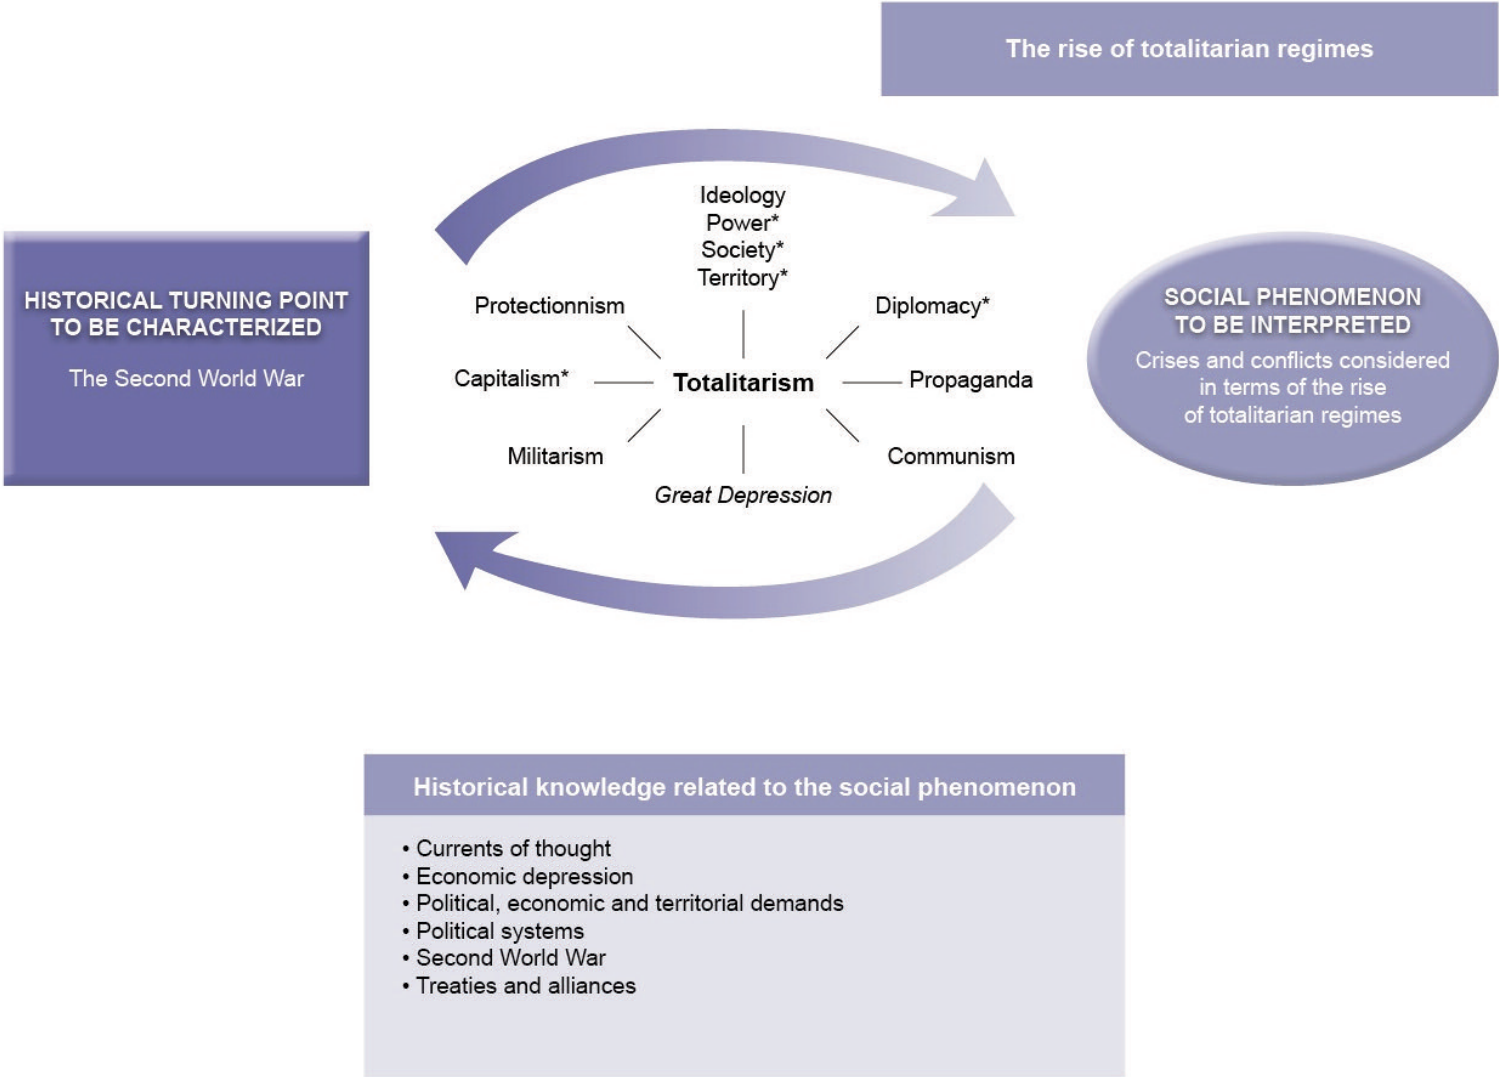 The rise of totalitarian regimes
HISTORICAL TURNING POINT
TO BE CHARACTERIZED
The Second World War
Ideology
Power*
Society*
Territory*
Protectionnism
Diplomacy*
Capitalism*
Totalitarism
Propaganda
Militarism
Communism
Great Depression
SOCIAL PHENOMENON
TO BE INTERPRETED
Crises and conflicts considered
in terms of the rise
of totalitarian regimes
Historical knowledge related to the social phenomenon
• Currents of thought
• Economic depression
• Political, economic and territorial demands
• Political systems
• Second World War
• Treaties and alliances